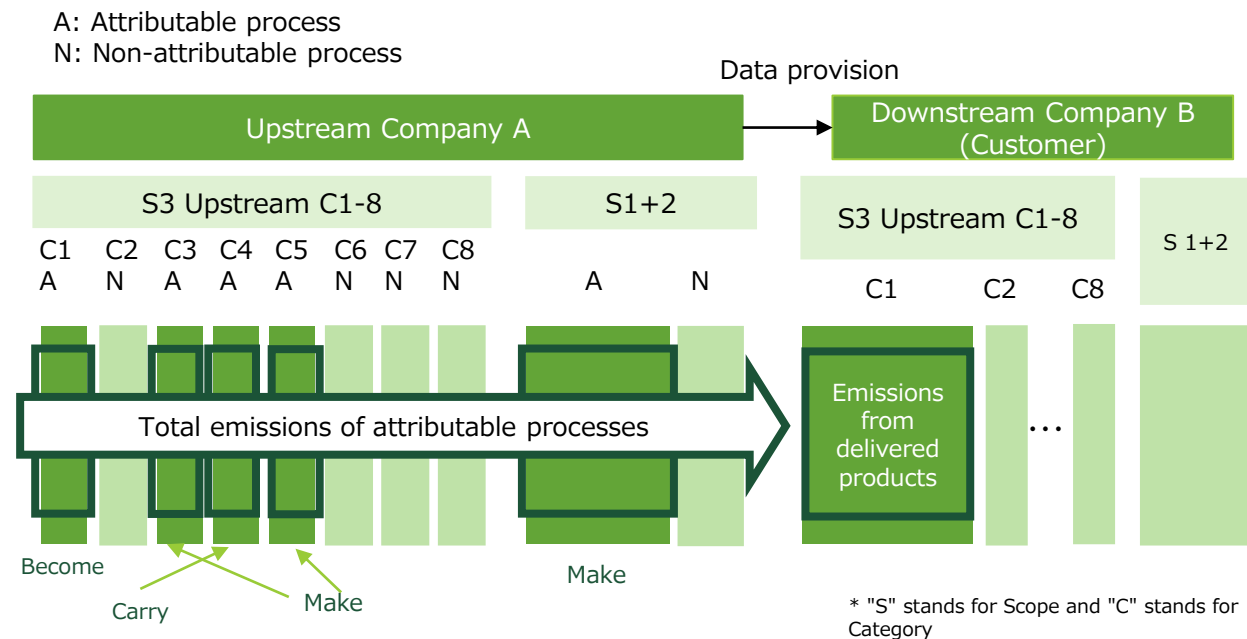 A: Attributable process
N: Non-attributable process
Data provision
Upstream Company A
Downstream Company B
(Customer)
S3 Upstream C1-8
S1+2
S3 Upstream C1-8
S 1+2
C1 C2 C3 C4 C5 C6 C7 C8
A N A A A N N N
A N
C1 C2 C8
Total emissions of attributable processes
Emissions
from
delivered
products
...
Become
Carry
Make
Make
* "S" stands for Scope and "C" stands for
Category